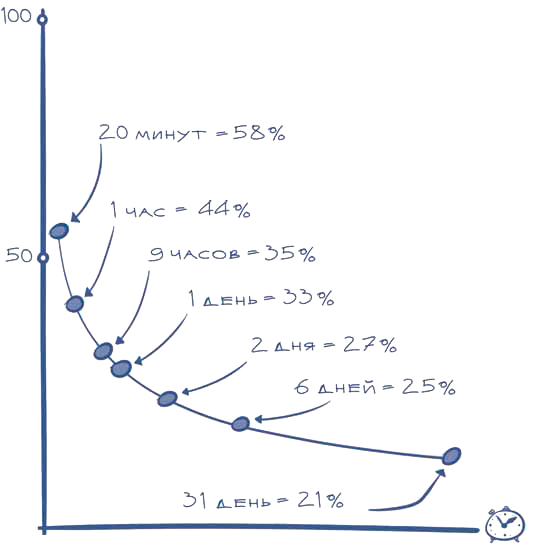 100
20 минут = 58%
1 час = 44%
50
9 часов = 35%
1 день = 33%
2 дня = 27%
6 дней = 25%
31 день = 21%